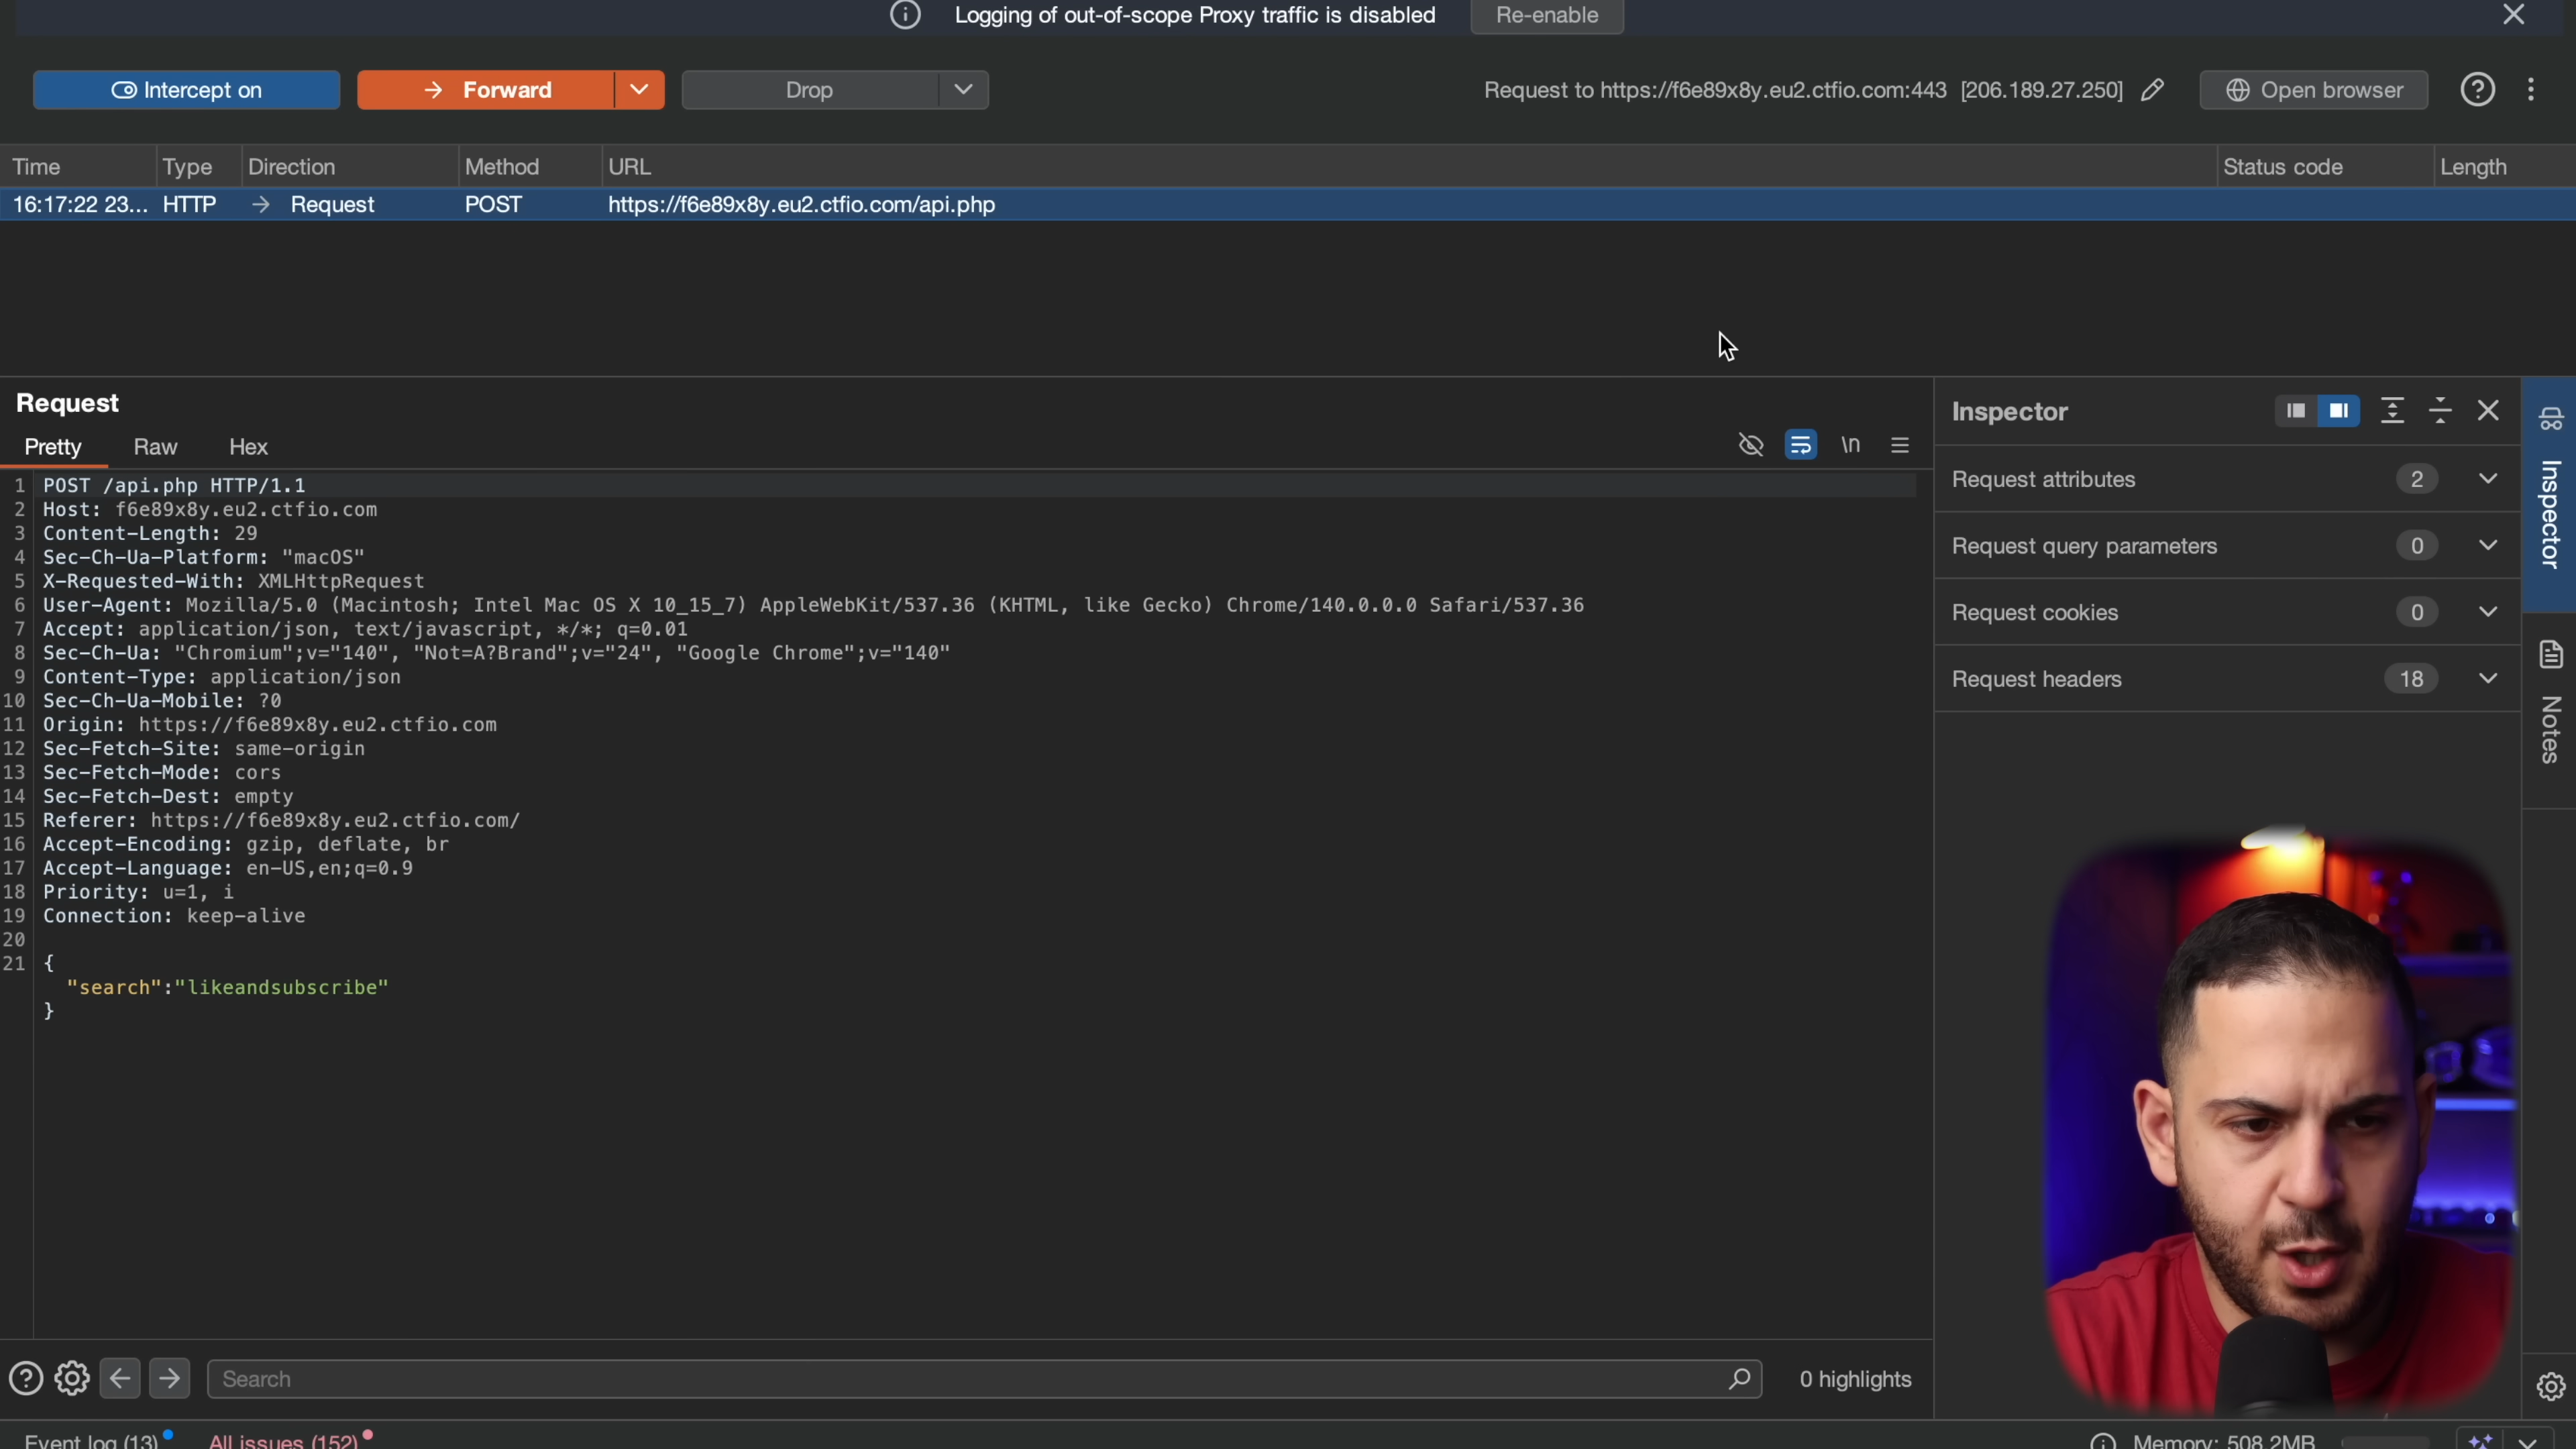 Logging of out-of-scope Proxy traffic is disabled Re-enable
Intercept on Forward Drop Request to https://f6e89x8y.eu2.ctfio.com:443 [206.189.27.250] Open browser
Time Type Direction Method URL Status code Length
16:17:22 23... HTTP → Request POST https://f6e89x8y.eu2.ctfio.com/api.php
Request
Pretty Raw Hex \n
1 POST /api.php HTTP/1.1
2 Host: f6e89x8y.eu2.ctfio.com
3 Content-Length: 29
4 Sec-Ch-Ua-Platform: "macOS"
5 X-Requested-With: XMLHttpRequest
6 User-Agent: Mozilla/5.0 (Macintosh; Intel Mac OS X 10_15_7) AppleWebKit/537.36 (KHTML, like Gecko) Chrome/140.0.0.0 Safari/537.36
7 Accept: application/json, text/javascript, */*; q=0.01
8 Sec-Ch-Ua: "Chromium";v="140", "Not=A?Brand";v="24", "Google Chrome";v="140"
9 Content-Type: application/json
10 Sec-Ch-Ua-Mobile: ?0
11 Origin: https://f6e89x8y.eu2.ctfio.com
12 Sec-Fetch-Site: same-origin
13 Sec-Fetch-Mode: cors
14 Sec-Fetch-Dest: empty
15 Referer: https://f6e89x8y.eu2.ctfio.com/
16 Accept-Encoding: gzip, deflate, br
17 Accept-Language: en-US,en;q=0.9
18 Priority: u=1, i
19 Connection: keep-alive
20
21 {
"search":"likeandsubscribe"
}
Inspector
Request attributes 2
Request query parameters 0
Request cookies 0
Request headers 18
Inspector
Notes
Search 0 highlights
Event log (13) All issues (152) Memory: 508.2MB